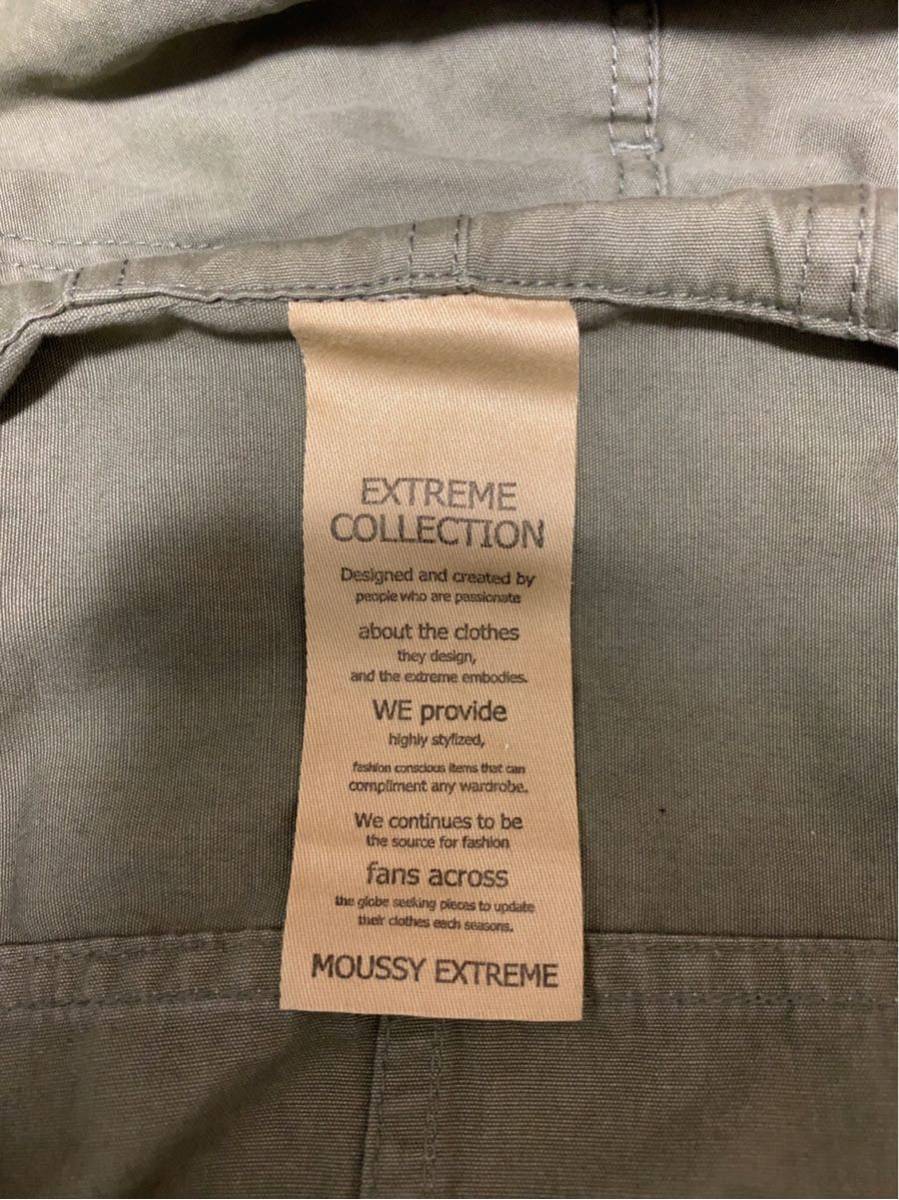 EXTREME
COLLECTION
Designed and created by
people who are passionate
about the clothes
they design,
and the extreme embodies.
WE provide
highly stylized,
fashion conscious items that can
compliment any wardrobe.
We continues to be
the source for fashion
fans across
the globe seeking pieces to update
their clothes each seasons.
MOUSSY EXTREME